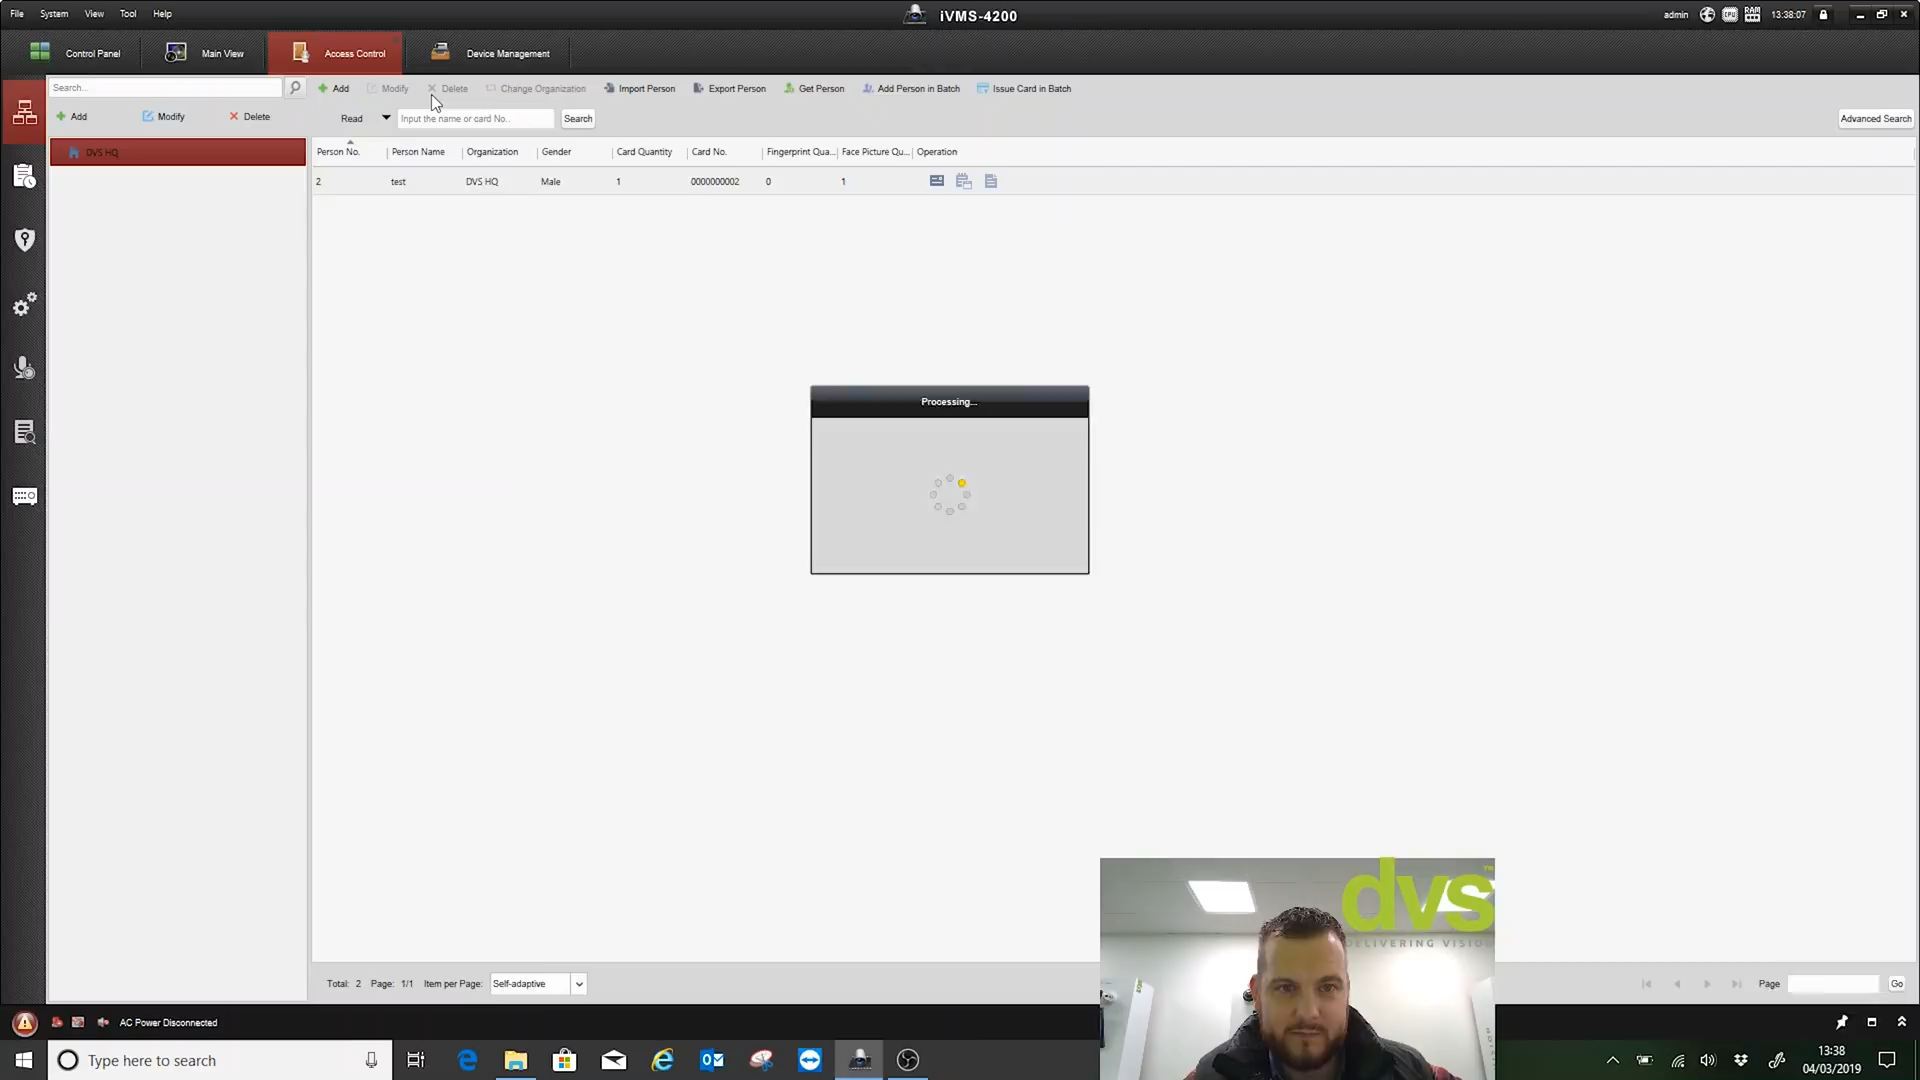 File System View Tool Help
iVMS-4200
admin 13:38:07
Control Panel Main View Access Control Device Management
Search...
Add Modify Delete Change Organization Import Person Export Person Get Person Add Person in Batch Issue Card in Batch
Add Modify Delete
Read Input the name or card No.. Search Advanced Search
DVS HQ
Person No. Person Name Organization Gender Card Quantity Card No. Fingerprint Qua... Face Picture Qu... Operation
2 test DVS HQ Male 1 0000000002 0 1
Processing...
dvs™
DELIVERING VISION
Total: 2 Page: 1/1 Item per Page: Self-adaptive
Page Go
AC Power Disconnected
Type here to search
13:38
04/03/2019